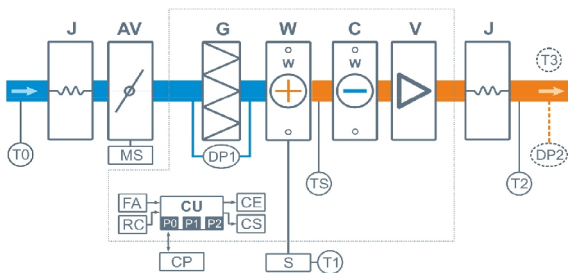 J AV G W C V J
W W
T3
DP1
DP2
T0 MS TS T2
FA CU CE
RC P0 P1 P2 CS
CP S T1